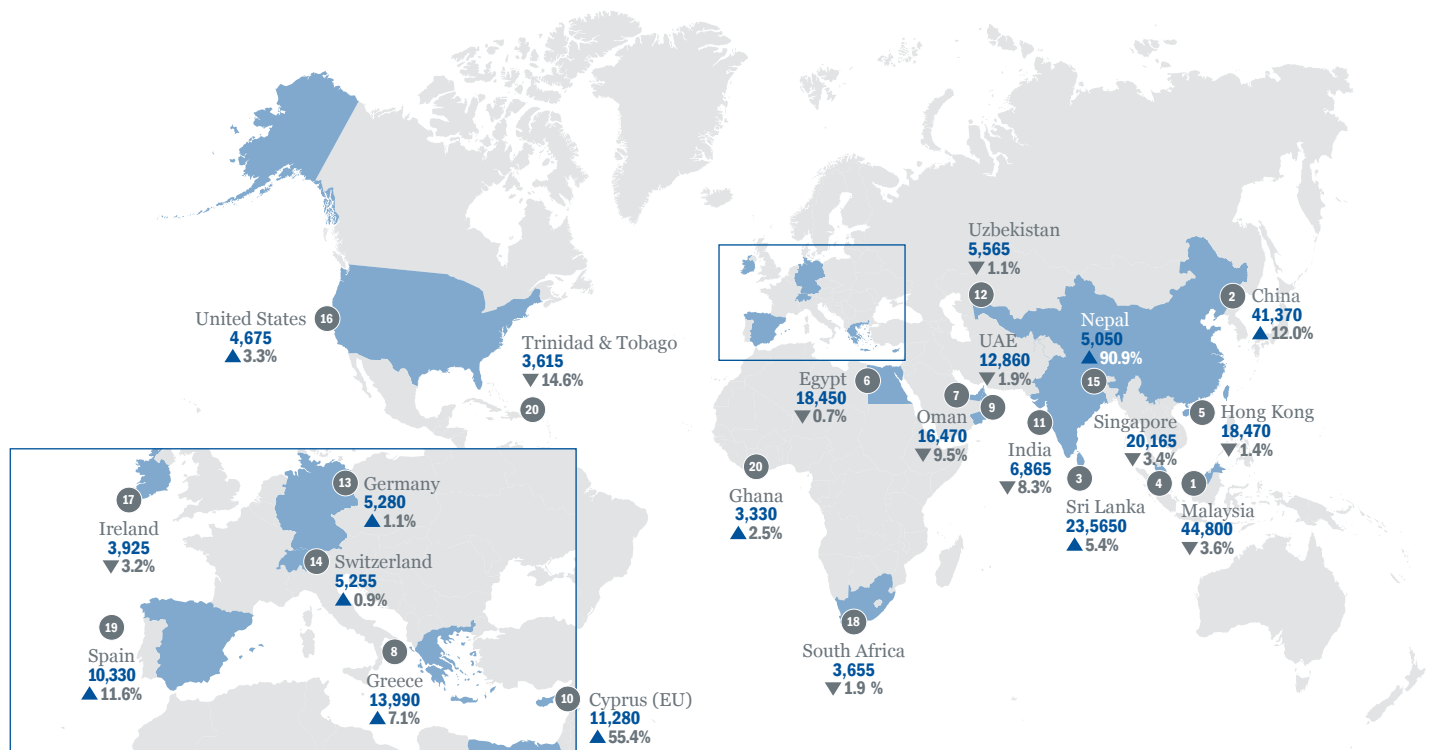 16
United States
4,675
▲ 3.3%
Trinidad & Tobago
3,615
▼ 14.6%
20
Uzbekistan
5,565
▼ 1.1%
12
2
China
41,370
▲ 12.0%
Nepal
5,050
▲ 90.9%
15
UAE
12,860
▼ 1.9%
9
Egypt
18,450
▼ 0.7%
6
7
Oman
16,470
▼ 9.5%
11
India
6,865
▼ 8.3%
Singapore
20,165
▼ 3.4%
4
5
Hong Kong
18,470
▼ 1.4%
3
Sri Lanka
23,5650
▲ 5.4%
1
Malaysia
44,800
▼ 3.6%
20
Ghana
3,330
▲ 2.5%
18
South Africa
3,655
▼ 1.9 %
17
Ireland
3,925
▼ 3.2%
13
Germany
5,280
▲ 1.1%
14
Switzerland
5,255
▲ 0.9%
19
Spain
10,330
▲ 11.6%
8
Greece
13,990
▲ 7.1%
10
Cyprus (EU)
11,280
▲ 55.4%